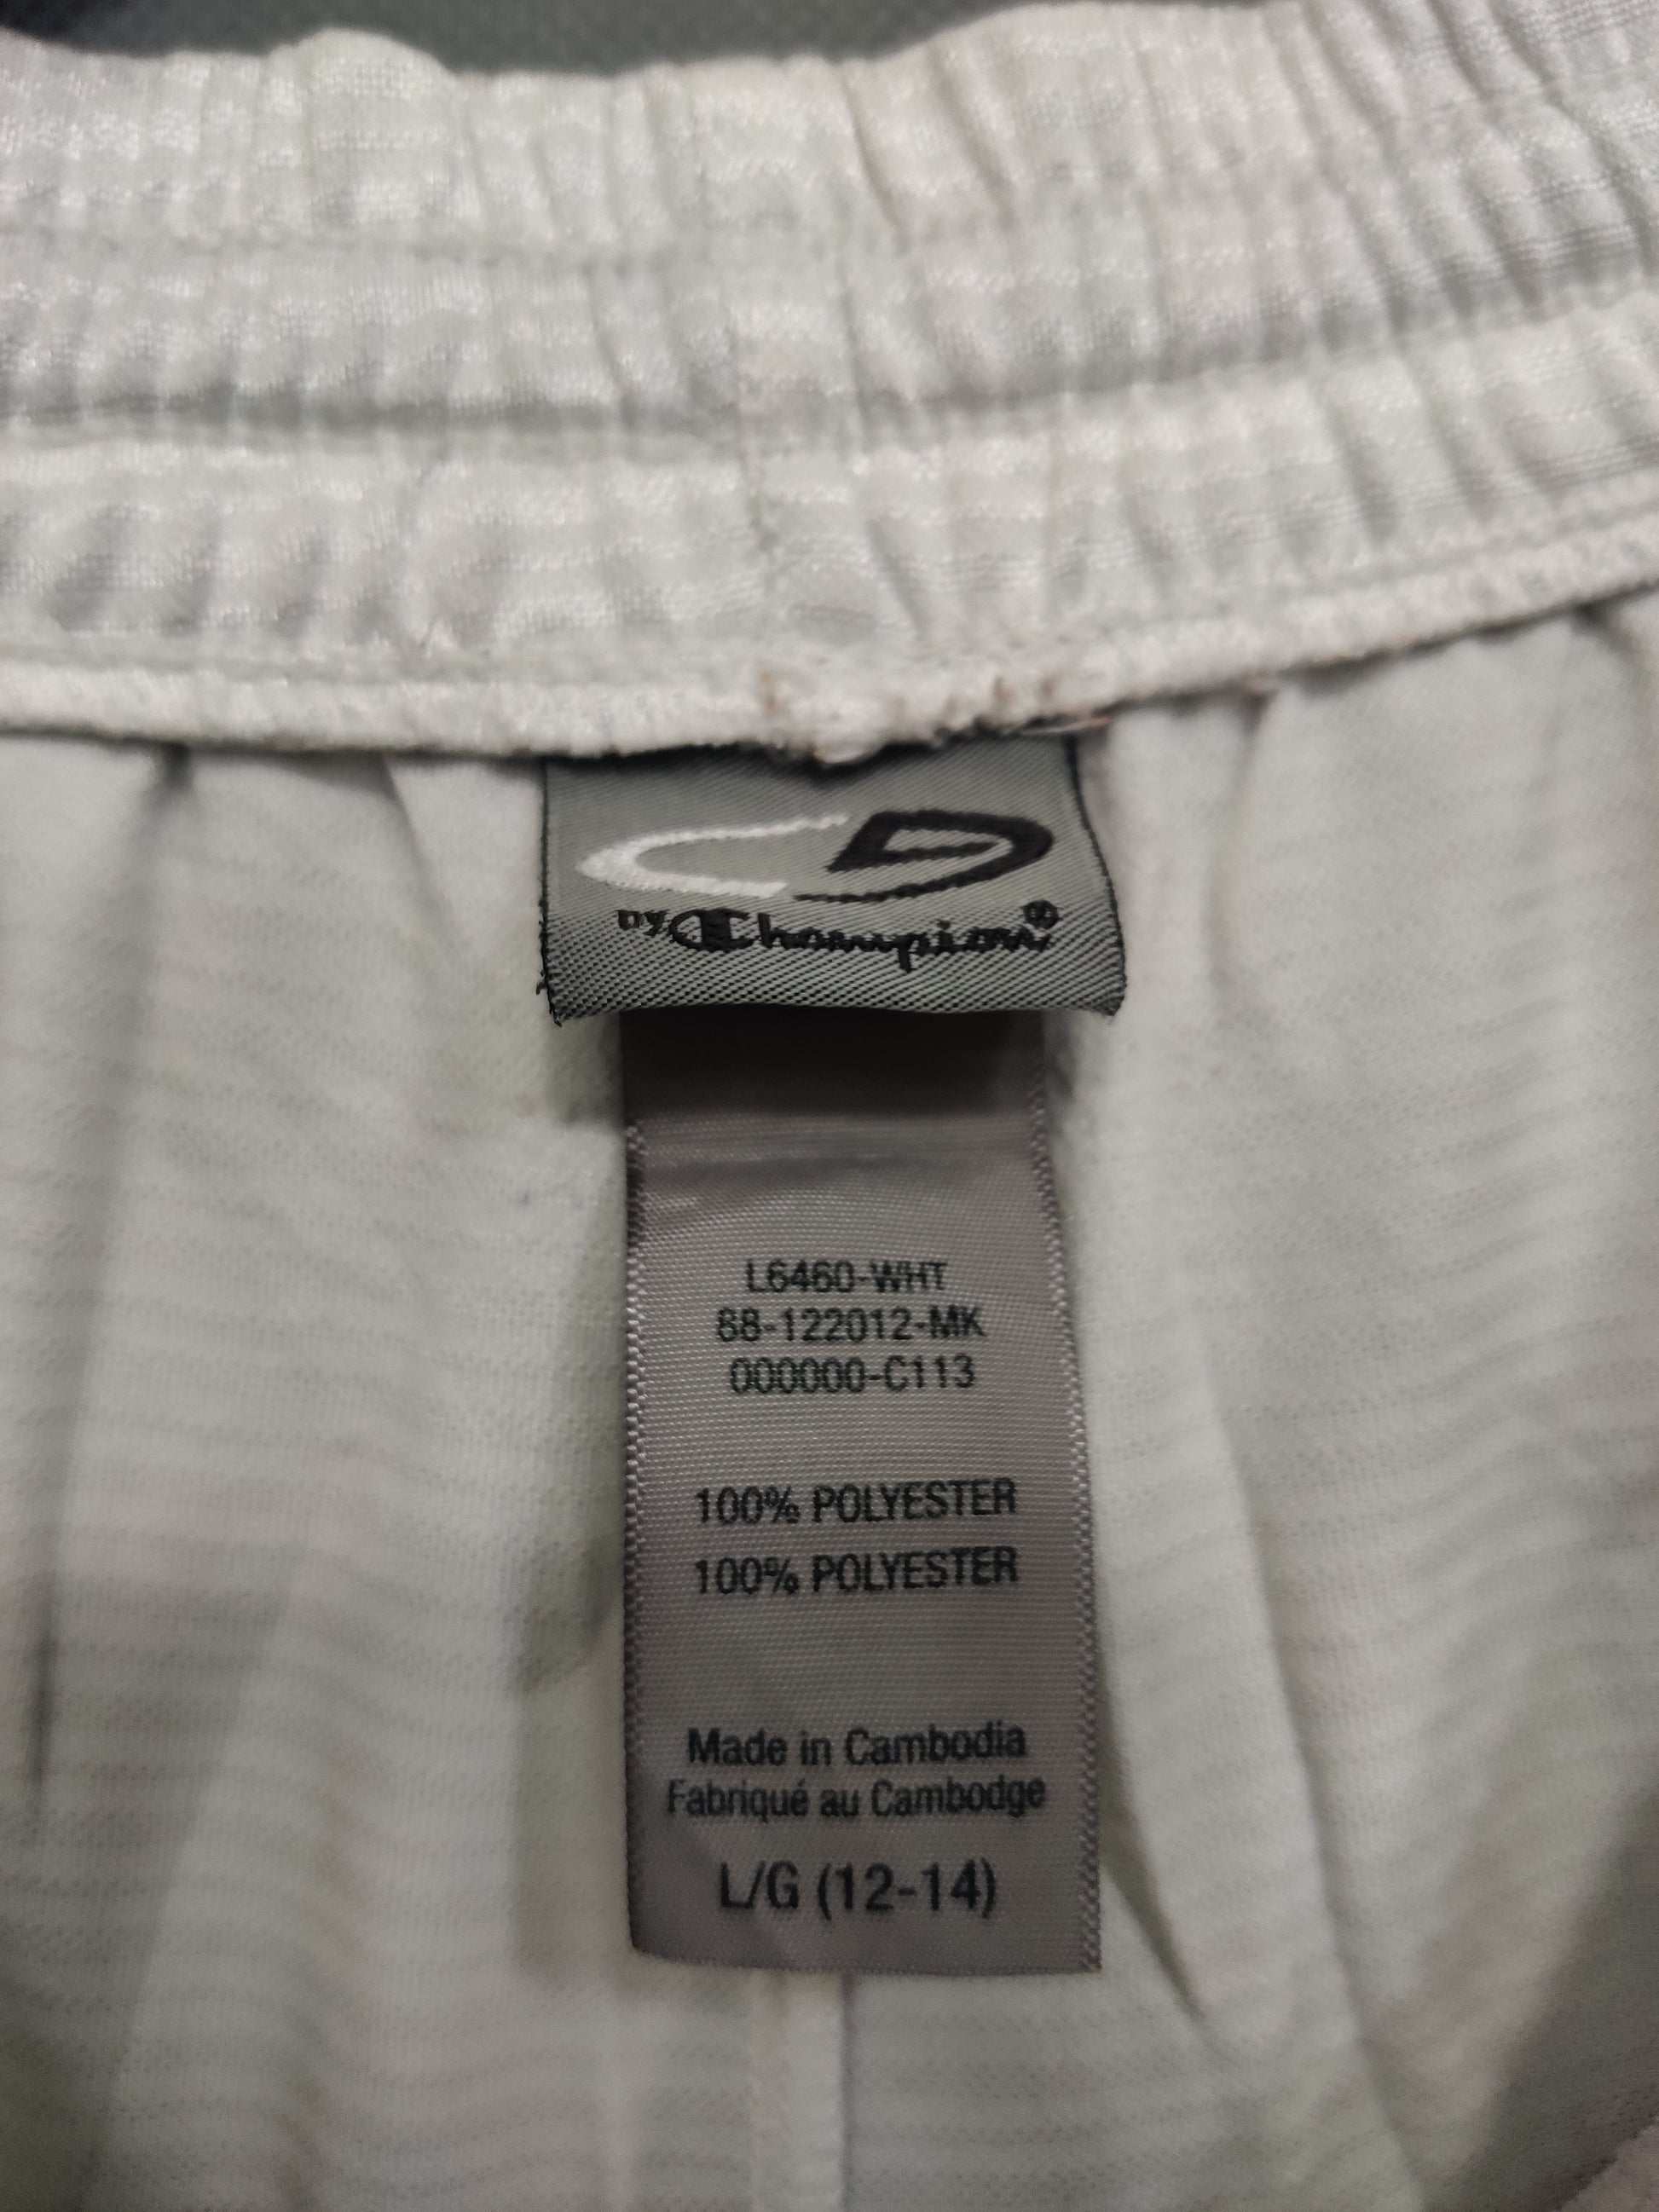 C9
by Champion®
L6460-WHT
88-122012-MK
000000-C113
100% POLYESTER
100% POLYESTER
Made in Cambodia
Fabriqué au Cambodge
L/G (12-14)